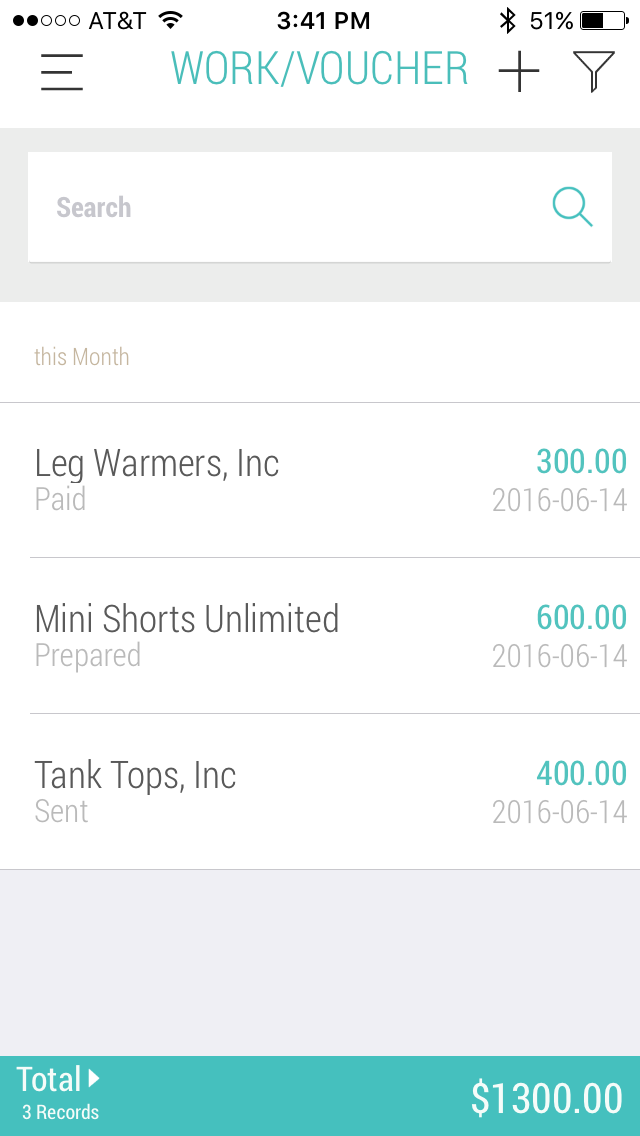 AT&T 3:41 PM 51%
WORK/VOUCHER
Search
this Month
Leg Warmers, Inc 300.00
Paid 2016-06-14
Mini Shorts Unlimited 600.00
Prepared 2016-06-14
Tank Tops, Inc 400.00
Sent 2016-06-14
Total
3 Records
$1300.00